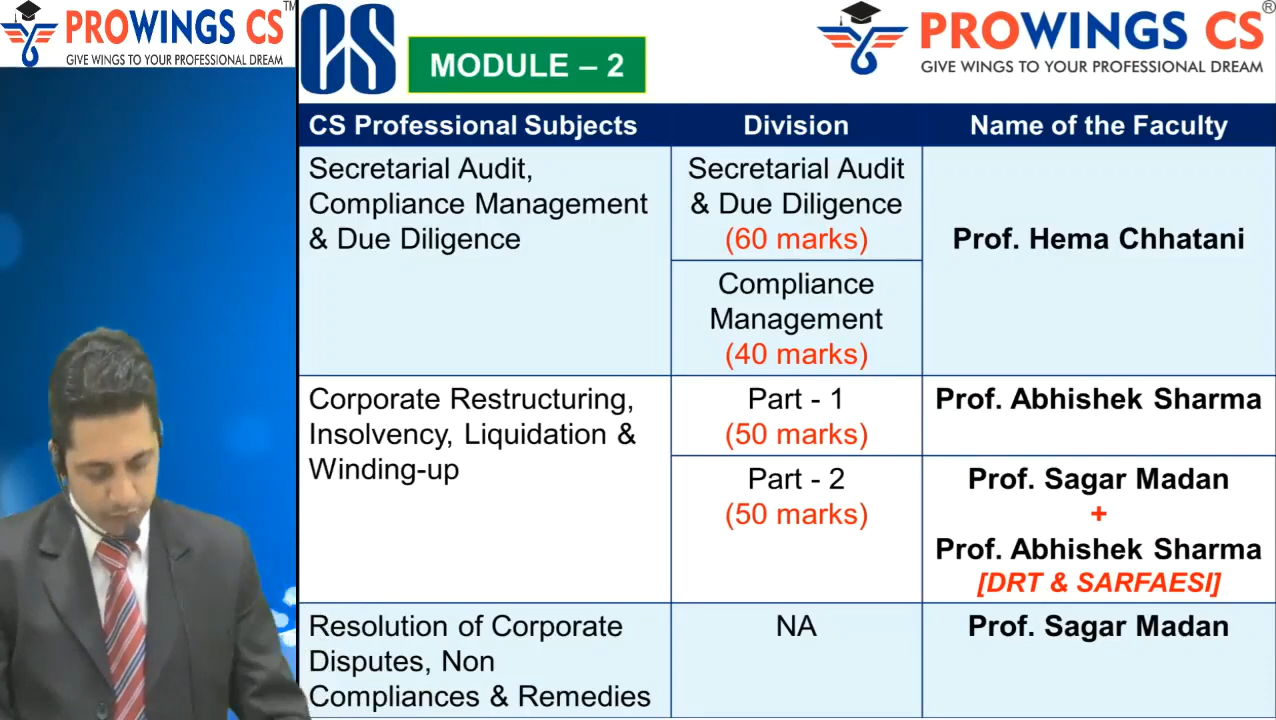 PROWINGS CS TM
GIVE WINGS TO YOUR PROFESSIONAL DREAM
CS
MODULE – 2
PROWINGS CS ®
GIVE WINGS TO YOUR PROFESSIONAL DREAM
CS Professional Subjects
Division
Name of the Faculty
Secretarial Audit,
Compliance Management
& Due Diligence
Secretarial Audit
& Due Diligence
(60 marks)
Prof. Hema Chhatani
Compliance
Management
(40 marks)
Corporate Restructuring,
Insolvency, Liquidation &
Winding-up
Part - 1
(50 marks)
Prof. Abhishek Sharma
Part - 2
(50 marks)
Prof. Sagar Madan
+
Prof. Abhishek Sharma
[DRT & SARFAESI]
Resolution of Corporate
Disputes, Non
Compliances & Remedies
NA
Prof. Sagar Madan